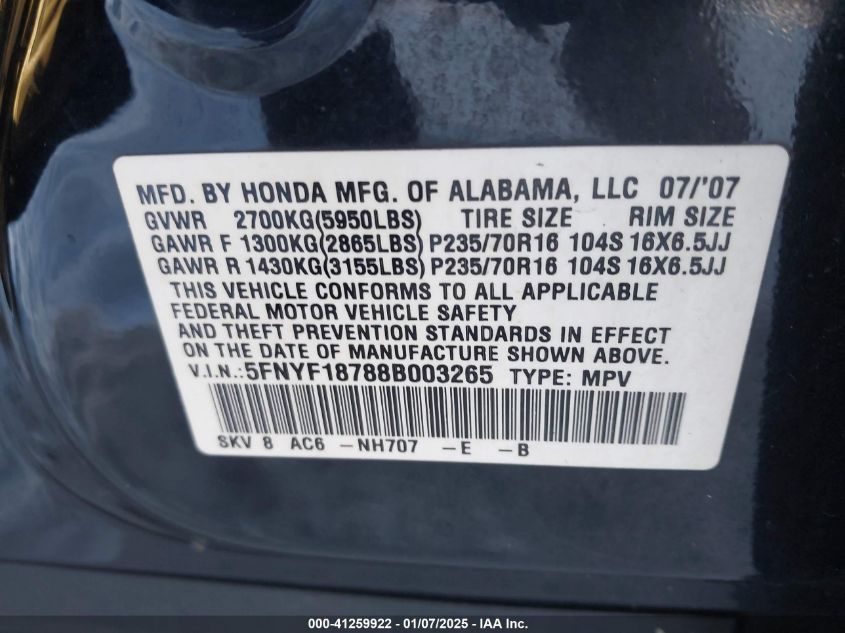 MFD. BY HONDA MFG. OF ALABAMA, LLC 07/'07
GVWR 2700KG(5950LBS) TIRE SIZE RIM SIZE
GAWR F 1300KG(2865LBS) P235/70R16 104S 16X6.5JJ
GAWR R 1430KG(3155LBS) P235/70R16 104S 16X6.5JJ
THIS VEHICLE CONFORMS TO ALL APPLICABLE
FEDERAL MOTOR VEHICLE SAFETY
AND THEFT PREVENTION STANDARDS IN EFFECT
ON THE DATE OF MANUFACTURE SHOWN ABOVE.
V.I.N.:5FNYF18788B003265 TYPE: MPV
SKV 8 AC6 -NH707 -E -B
000-41259922 - 01/07/2025 - IAA Inc.